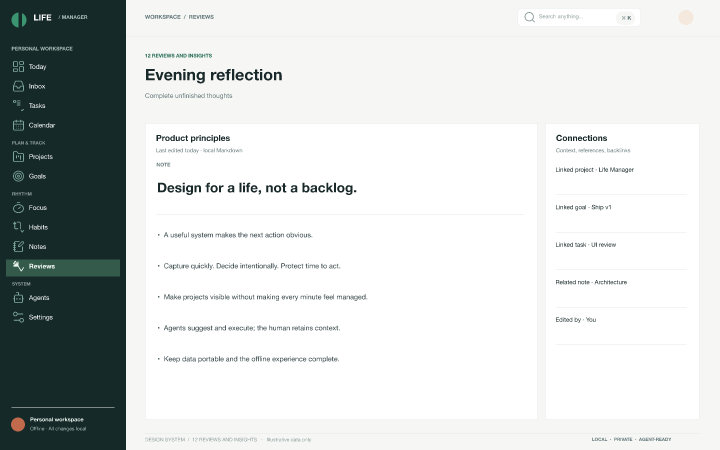 LIFE / MANAGER
PERSONAL WORKSPACE
Today
Inbox
Tasks
Calendar
PLAN & TRACK
Projects
Goals
RHYTHM
Focus
Habits
Notes
Reviews
SYSTEM
Agents
Settings
Personal workspace
Offline · All changes local
WORKSPACE / REVIEWS
Search anything...
⌘ K
12 REVIEWS AND INSIGHTS
Evening reflection
Complete unfinished thoughts
Product principles
Last edited today · local Markdown
NOTE
Design for a life, not a backlog.
• A useful system makes the next action obvious.
• Capture quickly. Decide intentionally. Protect time to act.
• Make projects visible without making every minute feel managed.
• Agents suggest and execute; the human retains context.
• Keep data portable and the offline experience complete.
Connections
Context, references, backlinks
Linked project · Life Manager
Linked goal · Ship v1
Linked task · UI review
Related note · Architecture
Edited by · You
DESIGN SYSTEM / 12 REVIEWS AND INSIGHTS · Illustrative data only
LOCAL · PRIVATE · AGENT-READY